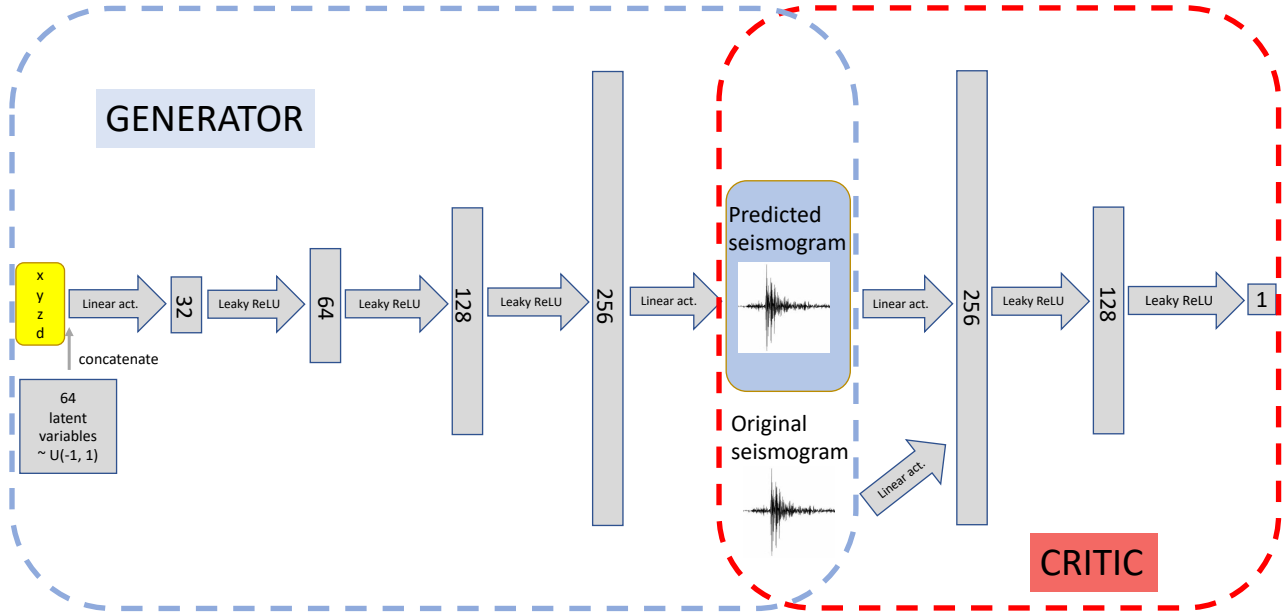 GENERATOR
x
y
z
d
Linear act.
32
Leaky ReLU
64
Leaky ReLU
128
Leaky ReLU
256
Linear act.
concatenate
64
latent
variables
~ U(-1, 1)
Predicted
seismogram
Original
seismogram
Linear act.
Linear act.
256
Leaky ReLU
128
Leaky ReLU
1
CRITIC